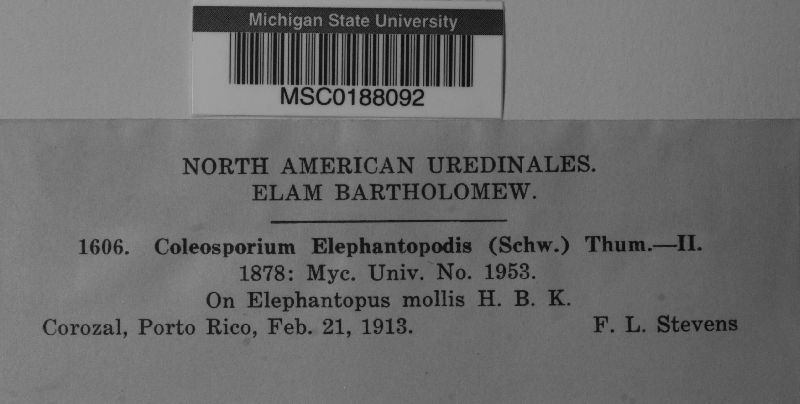 Michigan State University
MSC0188092
NORTH AMERICAN UREDINALES.
ELAM BARTHOLOMEW.
1606. Coleosporium Elephantopodis (Schw.) Thum.—II.
1878: Myc. Univ. No. 1953.
On Elephantopus mollis H. B. K.
Corozal, Porto Rico, Feb. 21, 1913. F. L. Stevens